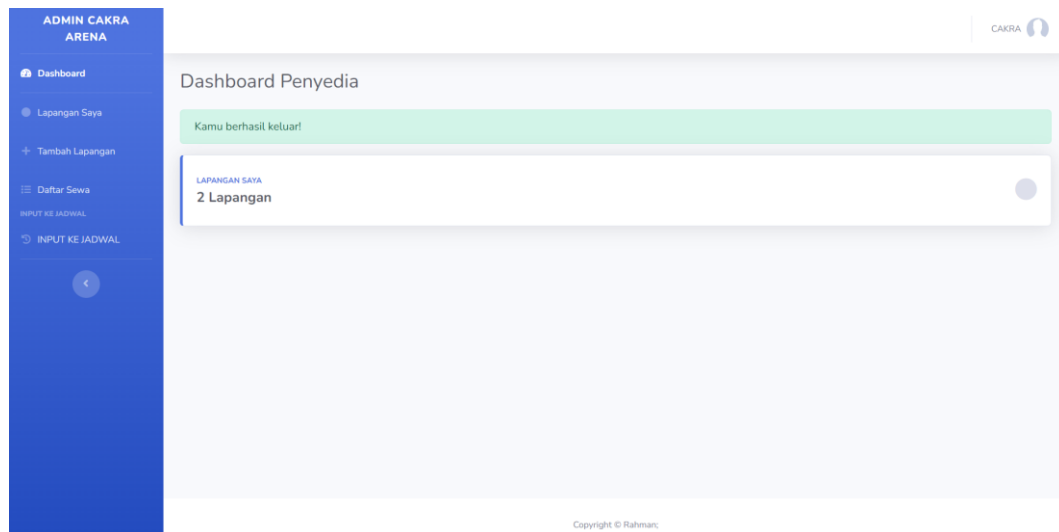 ADMIN CAKRA
ARENA
CAKRA
Dashboard
Lapangan Saya
Tambah Lapangan
Daftar Sewa
INPUT KE JADWAL
INPUT KE JADWAL
Dashboard Penyedia
Kamu berhasil keluar!
LAPANGAN SAYA
2 Lapangan
Copyright © Rahman;